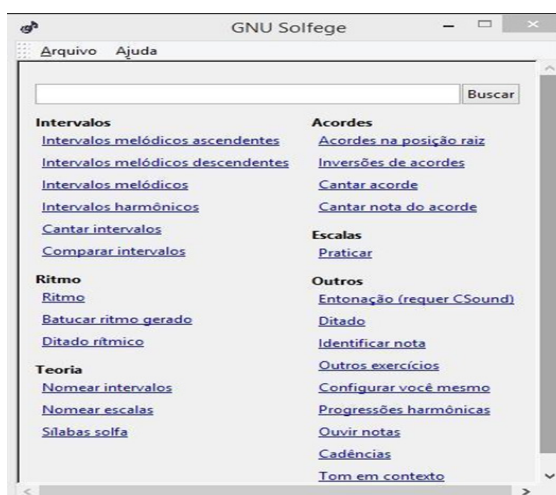 GNU Solfege
Arquivo Ajuda
Buscar
Intervalos
Intervalos melódicos ascendentes
Intervalos melódicos descendentes
Intervalos melódicos
Intervalos harmônicos
Cantar intervalos
Comparar intervalos
Ritmo
Ritmo
Batucar ritmo gerado
Ditado rítmico
Teoria
Nomear intervalos
Nomear escalas
Sílabas solfa
Acordes
Acordes na posição raiz
Inversões de acordes
Cantar acorde
Cantar nota do acorde
Escalas
Praticar
Outros
Entonação (requer CSound)
Ditado
Identificar nota
Outros exercícios
Configurar você mesmo
Progressões harmônicas
Ouvir notas
Cadências
Tom em contexto